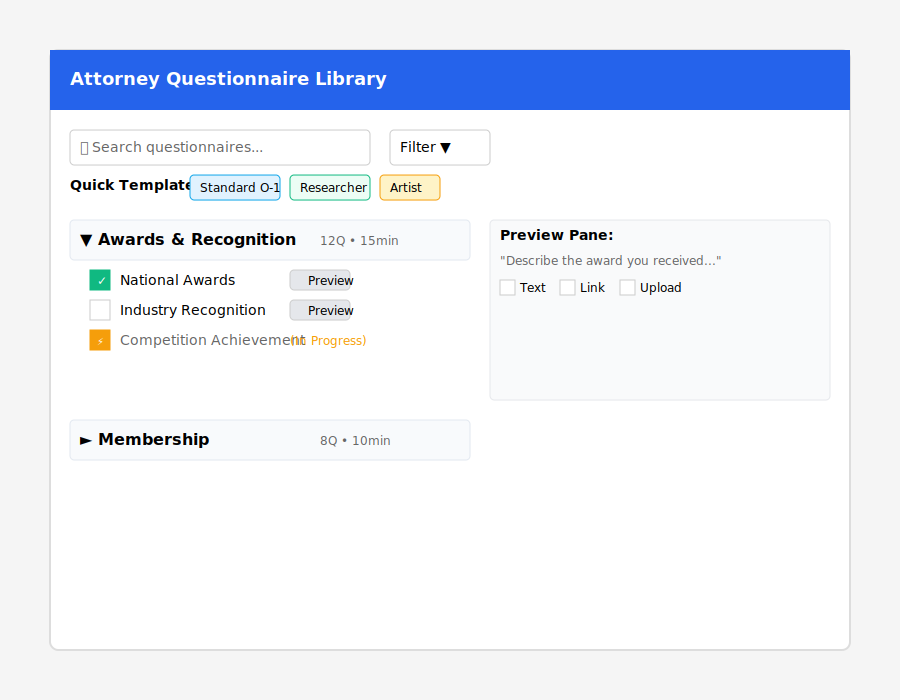 Attorney Questionnaire Library
Search questionnaires...
Filter ▼
Quick Template
Standard O-1
Researcher
Artist
▼ Awards & Recognition
12Q • 15min
National Awards
Preview
Industry Recognition
Preview
Competition Achievement
(In Progress)
► Membership
8Q • 10min
Preview Pane:
"Describe the award you received..."
Text
Link
Upload